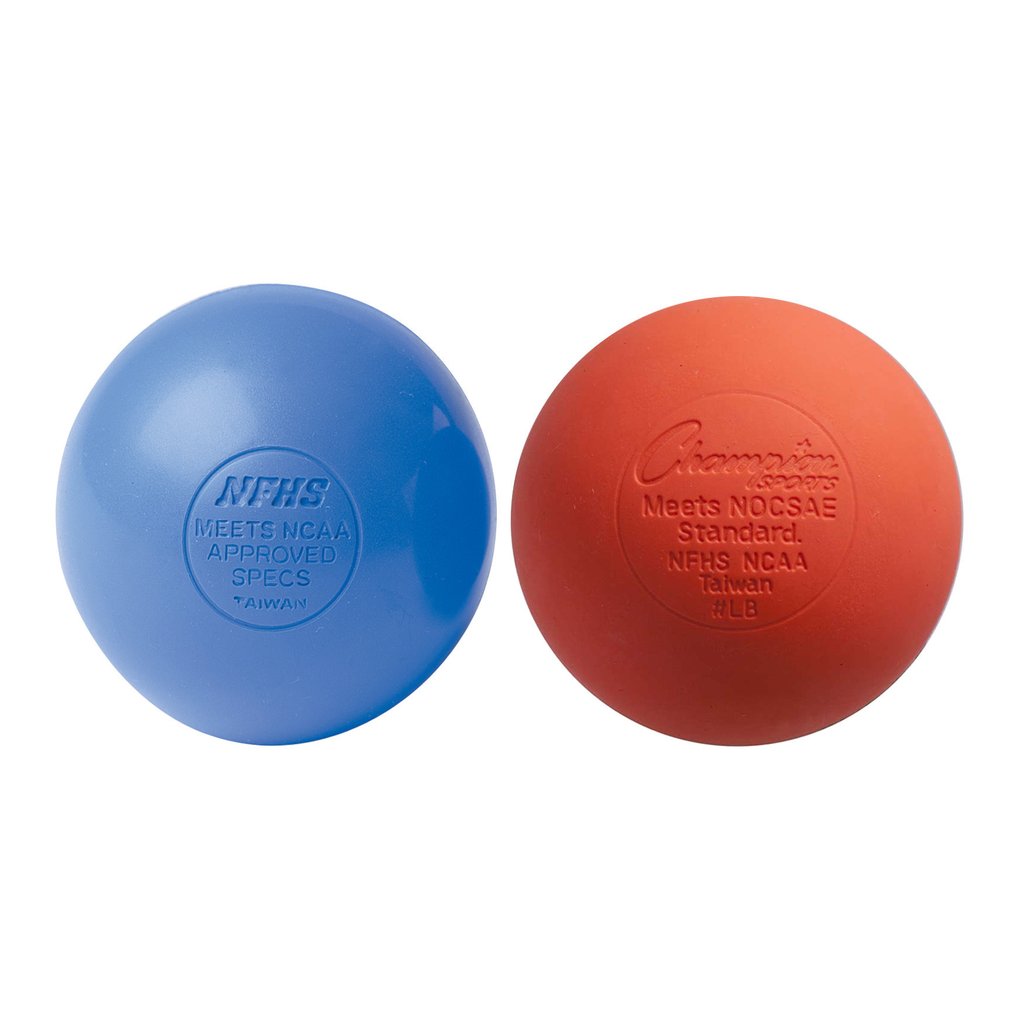 NFHS
MEETS NCAA
APPROVED
SPECS
TAIWAN
Champion
SPORTS
Meets NOCSAE
Standard.
NFHS NCAA
Taiwan
#LB